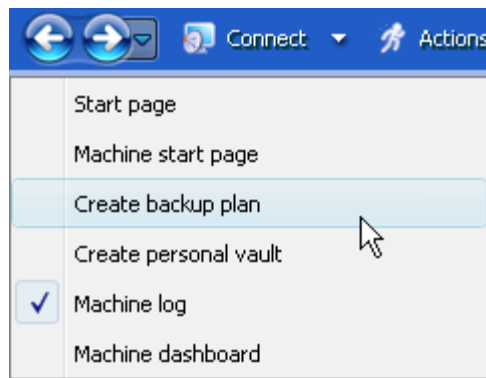 Connect Actions
Start page
Machine start page
Create backup plan
Create personal vault
Machine log
Machine dashboard